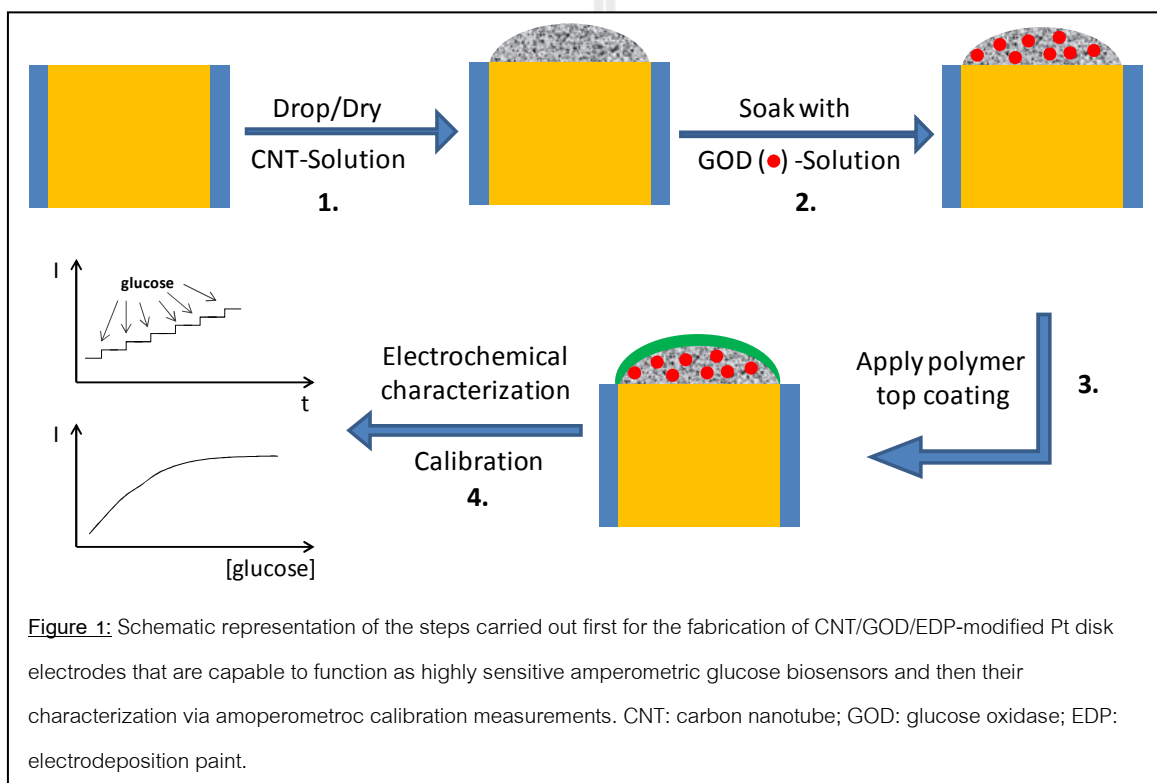 Drop/Dry
CNT-Solution
1.
Soak with
GOD (●) -Solution
2.
I
glucose
t
I
[glucose]
Electrochemical
characterization
Calibration
4.
Apply polymer
top coating
3.
Figure 1: Schematic representation of the steps carried out first for the fabrication of CNT/GOD/EDP-modified Pt disk
electrodes that are capable to function as highly sensitive amperometric glucose biosensors and then their
characterization via amoperometroc calibration measurements. CNT: carbon nanotube; GOD: glucose oxidase; EDP:
electrodeposition paint.